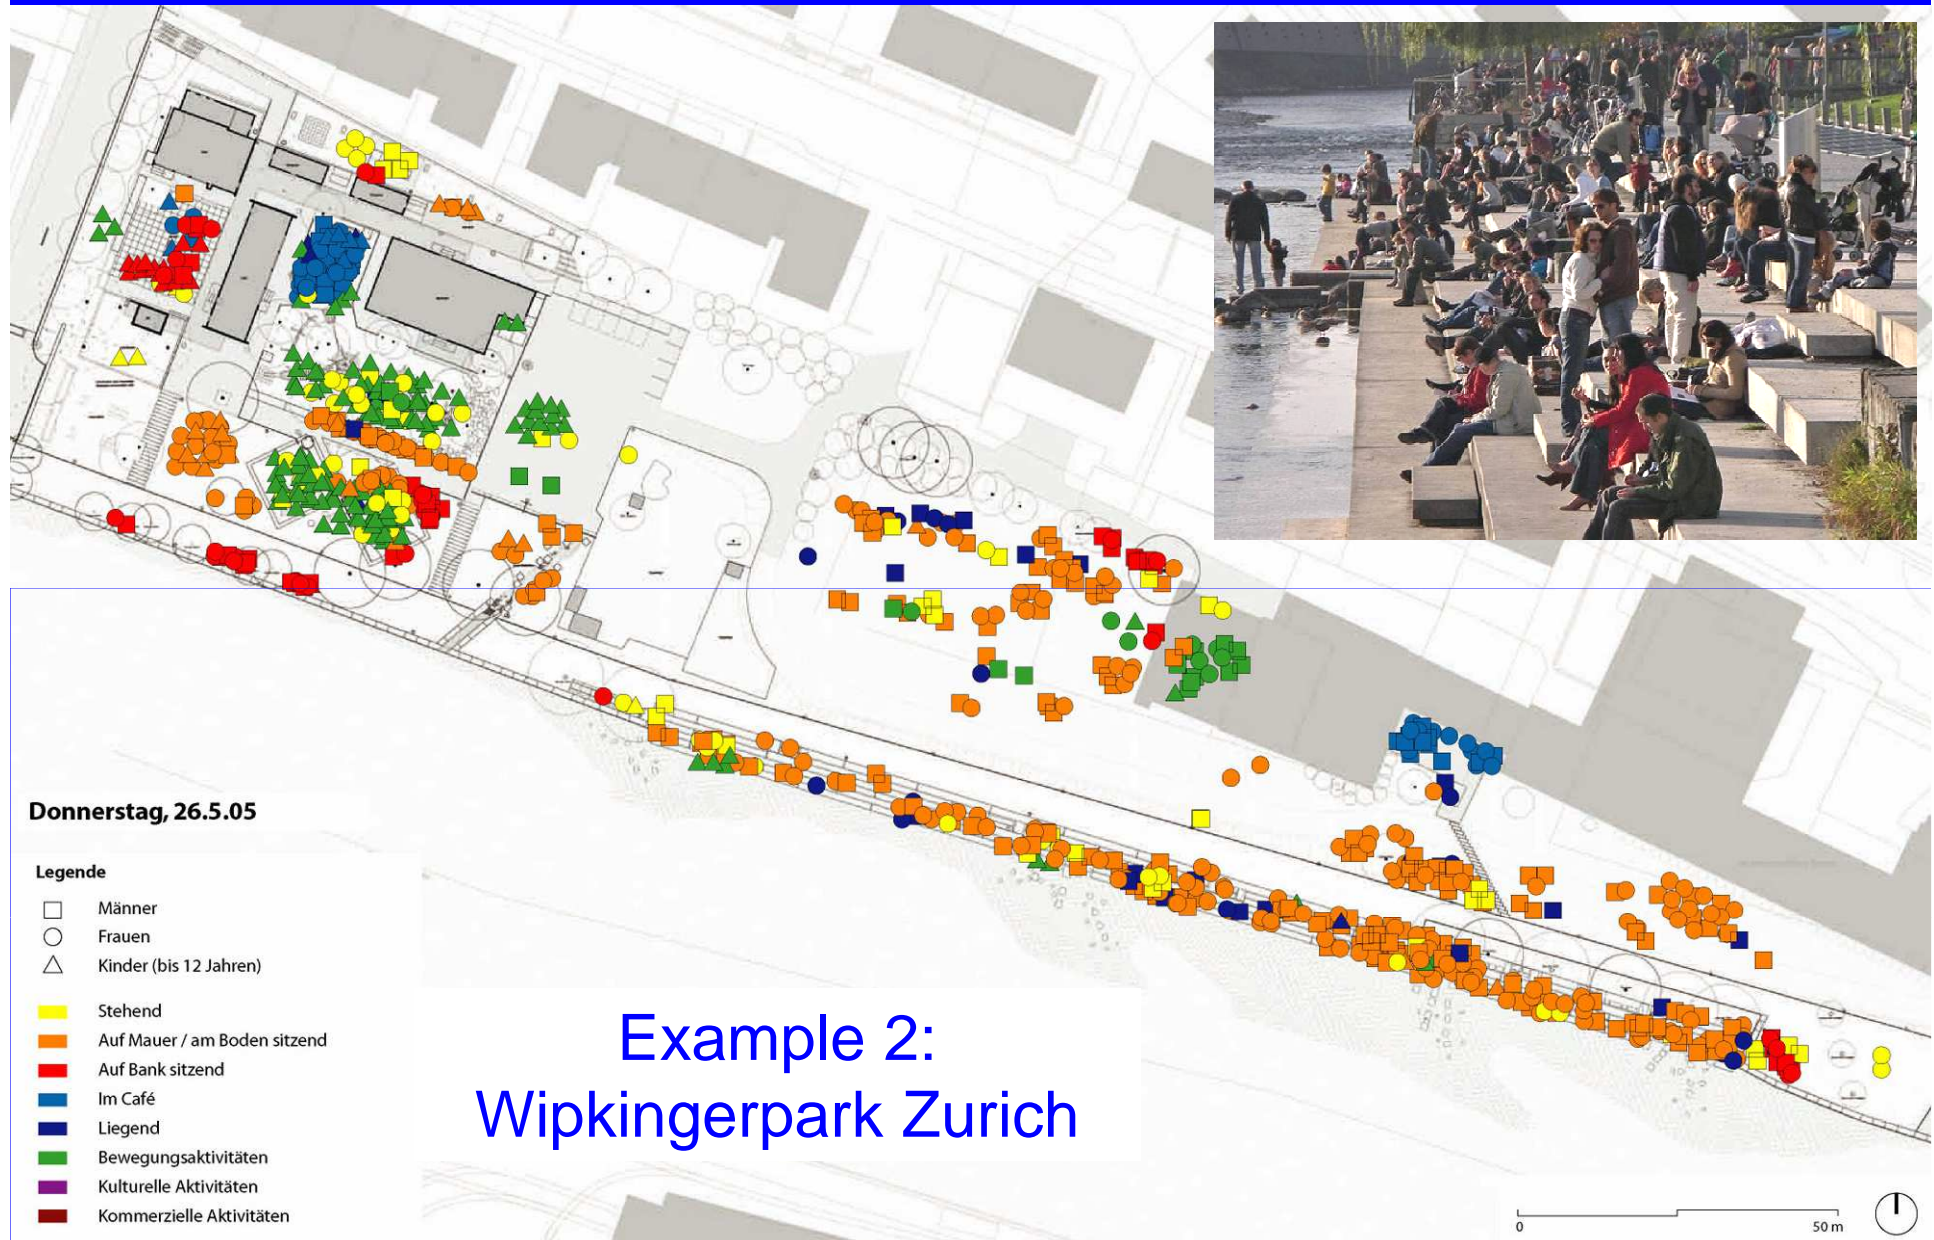 Donnerstag, 26.5.05
Legende
Männer
Frauen
Kinder (bis 12 Jahren)
Stehend
Auf Mauer / am Boden sitzend
Auf Bank sitzend
Im Café
Liegend
Bewegungsaktivitäten
Kulturelle Aktivitäten
Kommerzielle Aktivitäten
Example 2:
Wipkingerpark Zurich
0
50 m